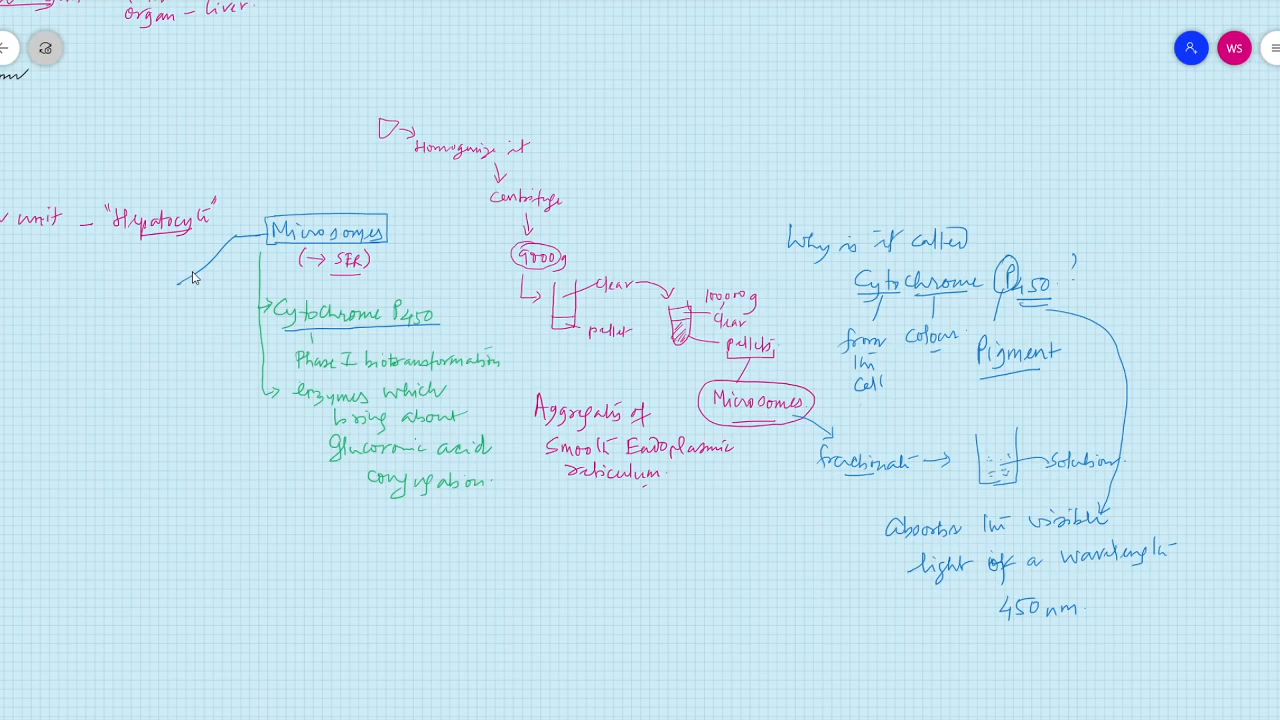 organ - liver.
WS
Homogenize it
Centrifuge
9000g
clear
pellet
100000g
clear
pellets
Microsomes
Aggregates of
Smooth Endoplasmic
reticulum.
unit - "Hepatocyte"
Microsomes
(→ SER)
Cytochrome P450
Phase I biotransformation
enzymes which
bring about
Glucoronic acid
conjugation.
Why is it called
Cytochrome P450 ?
from
the
cell
colour
Pigment
fractionate →
solution.
absorbs the visible
light of a wavelength
450 nm.